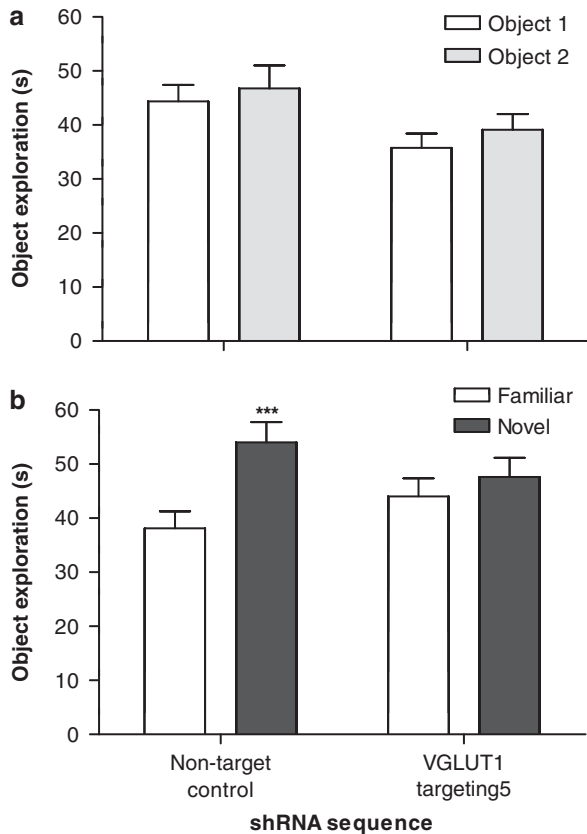 a
Object exploration (s)
60
50
40
30
20
10
0
Object 1
Object 2
b
Object exploration (s)
60
50
40
30
20
10
0
***
Familiar
Novel
Non-target
control
VGLUT1
targeting5
shRNA sequence